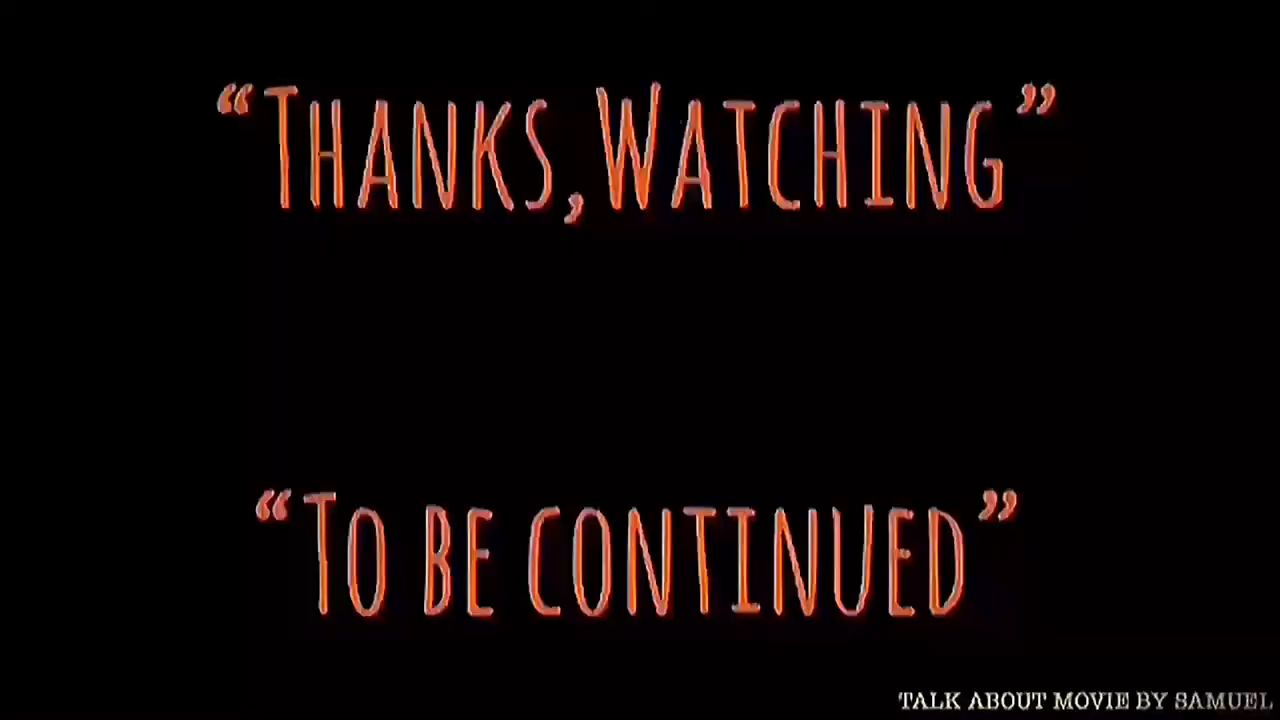 “THANKS,WATCHING”
“TO BE CONTINUED”
TALK ABOUT MOVIE BY SAMUEL